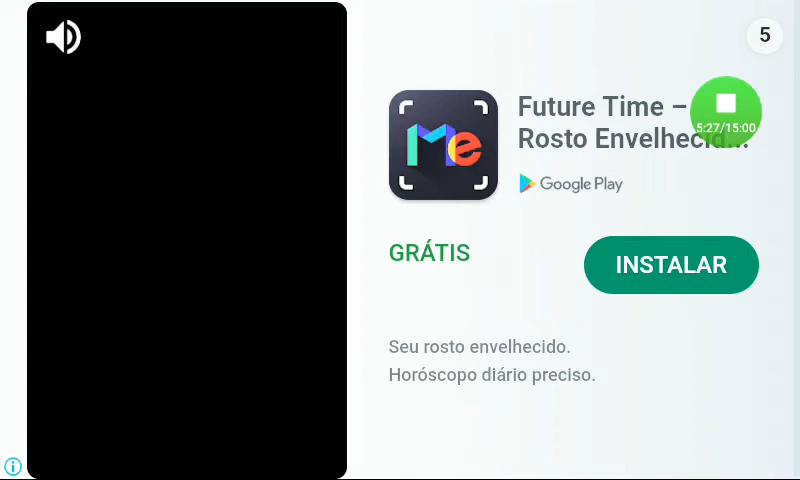 5
Future Time –
Rosto Envelhecid...
5:27/15:00
Me
Google Play
GRÁTIS
INSTALAR
Seu rosto envelhecido.
Horóscopo diário preciso.